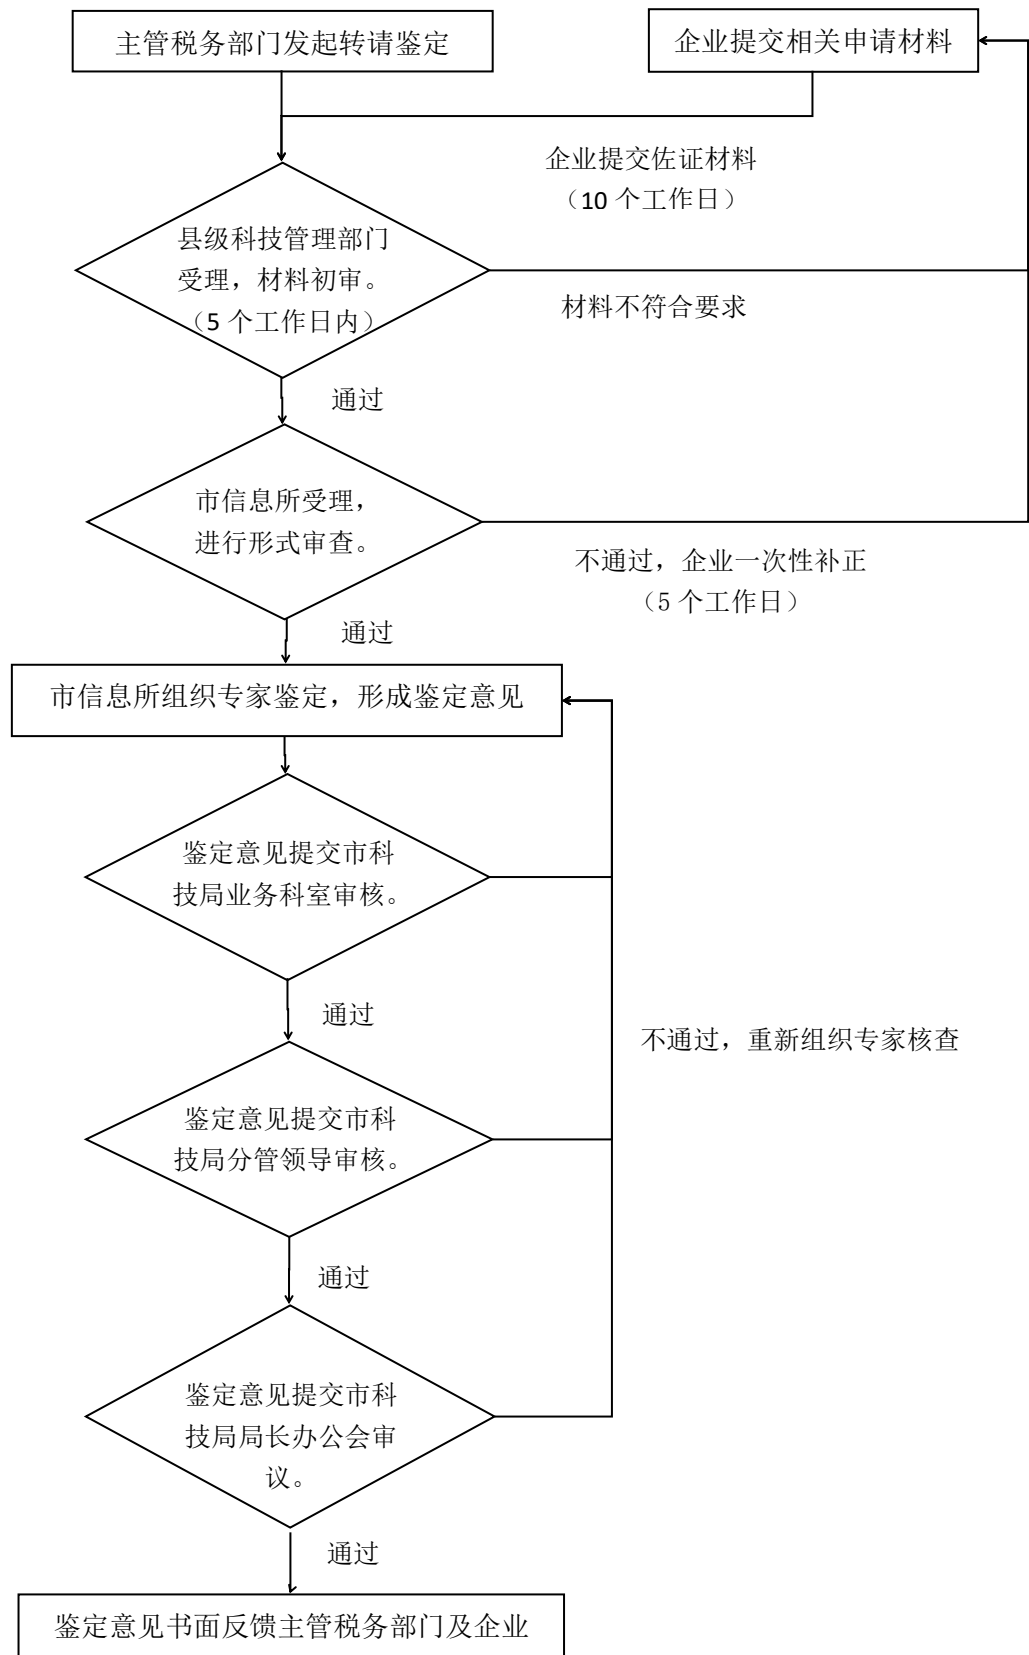 主管税务部门发起转请鉴定
企业提交相关申请材料
企业提交佐证材料
（10 个工作日）
县级科技管理部门
受理，材料初审。
（5 个工作日内）
材料不符合要求
通过
市信息所受理，
进行形式审查。
不通过，企业一次性补正
（5 个工作日）
通过
市信息所组织专家鉴定，形成鉴定意见
鉴定意见提交市科
技局业务科室审核。
通过
不通过，重新组织专家核查
鉴定意见提交市科
技局分管领导审核。
通过
鉴定意见提交市科
技局局长办公会审
议。
通过
鉴定意见书面反馈主管税务部门及企业